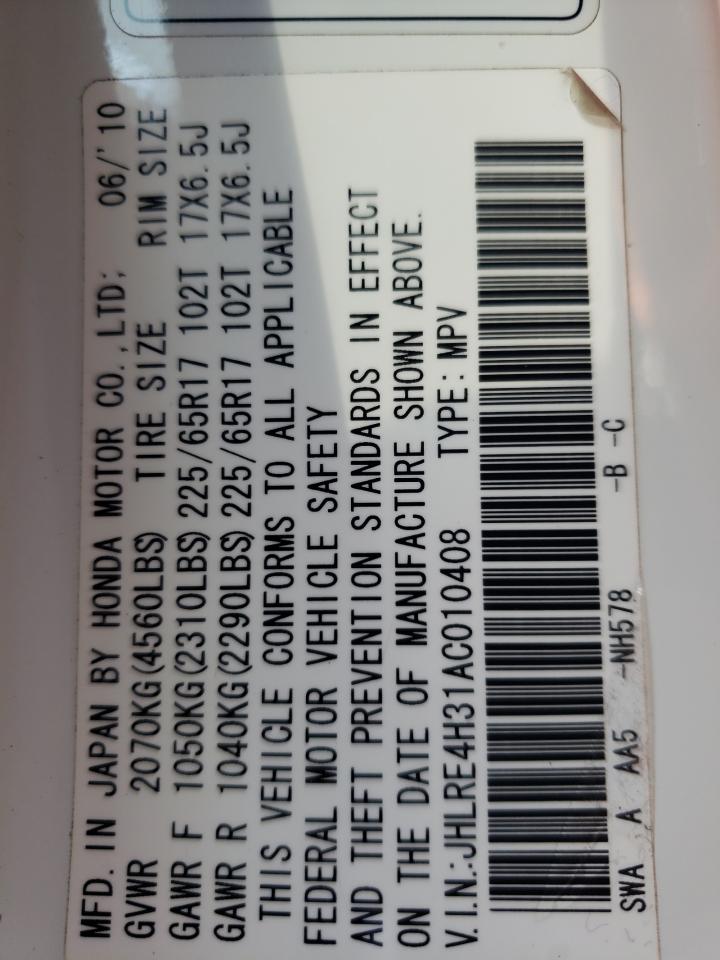 MFD. IN JAPAN BY HONDA MOTOR CO., LTD; 06/'10
GVWR 2070KG(4560LBS) TIRE SIZE RIM SIZE
GAWR F 1050KG(2310LBS) 225/65R17 102T 17X6.5J
GAWR R 1040KG(2290LBS) 225/65R17 102T 17X6.5J
THIS VEHICLE CONFORMS TO ALL APPLICABLE
FEDERAL MOTOR VEHICLE SAFETY
AND THEFT PREVENTION STANDARDS IN EFFECT
ON THE DATE OF MANUFACTURE SHOWN ABOVE.
V.I.N.:JHLRE4H31AC010408 TYPE: MPV
SWA A AA5 -NH578 -B -C